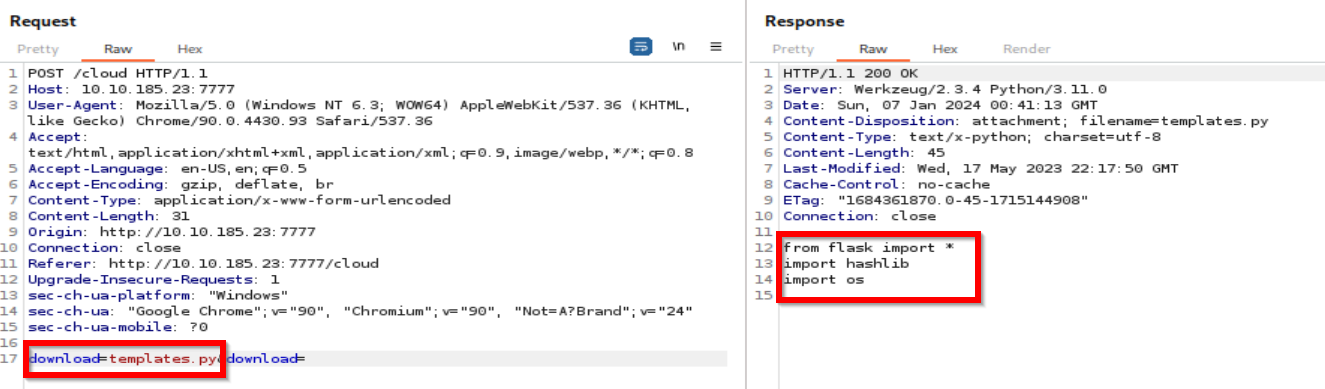 Request
Pretty Raw Hex
\n
1 POST /cloud HTTP/1.1
2 Host: 10.10.185.23:7777
3 User-Agent: Mozilla/5.0 (Windows NT 6.3; WOW64) AppleWebKit/537.36 (KHTML,
like Gecko) Chrome/90.0.4430.93 Safari/537.36
4 Accept:
text/html,application/xhtml+xml,application/xml;q=0.9,image/webp,*/*;q=0.8
5 Accept-Language: en-US,en;q=0.5
6 Accept-Encoding: gzip, deflate, br
7 Content-Type: application/x-www-form-urlencoded
8 Content-Length: 31
9 Origin: http://10.10.185.23:7777
10 Connection: close
11 Referer: http://10.10.185.23:7777/cloud
12 Upgrade-Insecure-Requests: 1
13 sec-ch-ua-platform: "Windows"
14 sec-ch-ua: "Google Chrome";v="90", "Chromium";v="90", "Not=A?Brand";v="24"
15 sec-ch-ua-mobile: ?0
16
17 download=templates.py&download=
Response
Pretty Raw Hex Render
1 HTTP/1.1 200 OK
2 Server: Werkzeug/2.3.4 Python/3.11.0
3 Date: Sun, 07 Jan 2024 00:41:13 GMT
4 Content-Disposition: attachment; filename=templates.py
5 Content-Type: text/x-python; charset=utf-8
6 Content-Length: 45
7 Last-Modified: Wed, 17 May 2023 22:17:50 GMT
8 Cache-Control: no-cache
9 ETag: "1684361870.0-45-1715144908"
10 Connection: close
11
12 from flask import *
13 import hashlib
14 import os
15